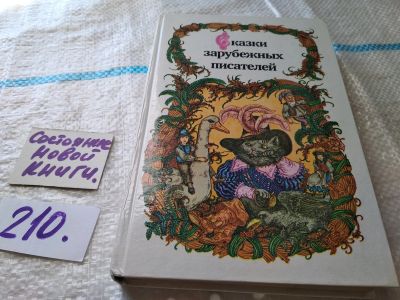 Сказки
зарубежных
писателей
Состояние
новой
книги.
210.